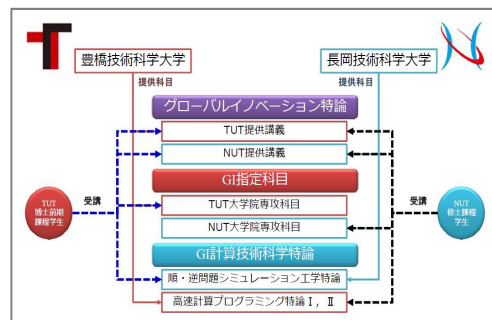 豊橋技術科学大学
長岡技術科学大学
提供科目
提供科目
グローバルイノベーション特論
TUT提供講義
NUT提供講義
GI指定科目
受講
受講
TUT
博士前期
課程学生
NUT
修士課程
学生
TUT大学院専攻科目
NUT大学院専攻科目
GI計算技術科学特論
順・逆問題シミュレーション工学特論
高速計算プログラミング特論Ⅰ,Ⅱ